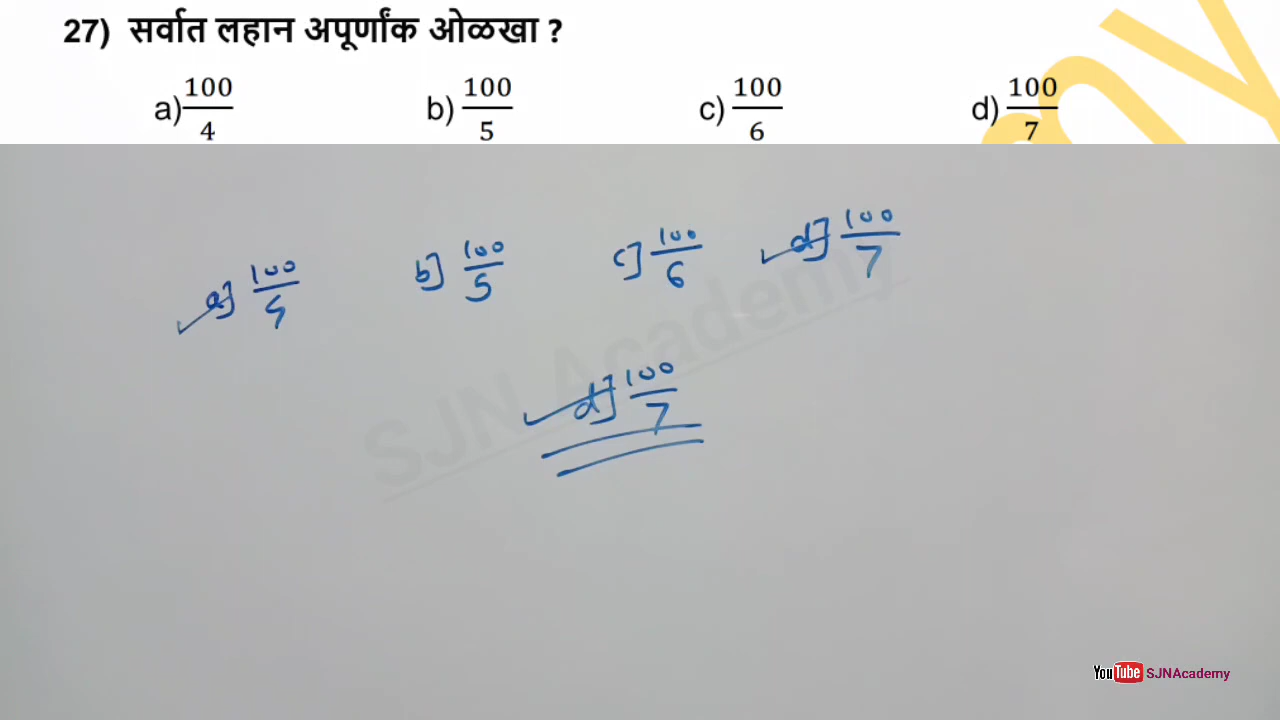 27) सर्वात लहान अपूर्णांक ओळखा ?
a) 100/4 b) 100/5 c) 100/6 d) 100/7
a] 100/4 b] 100/5 c] 100/6 d] 100/7
d] 100/7
SJN Academy
YouTube SJNAcademy